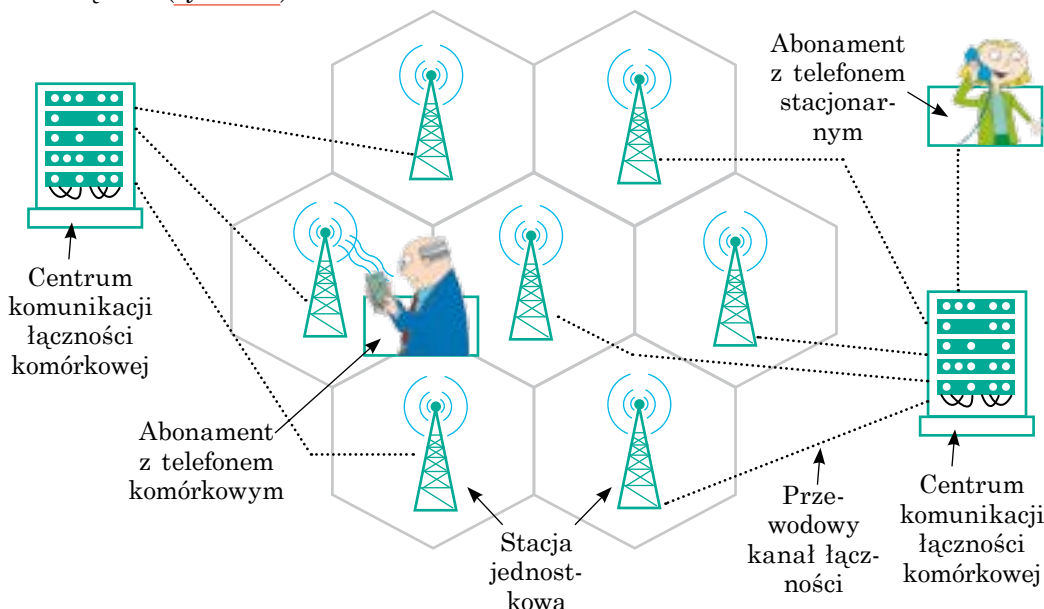 Abonament
z telefonem
stacjonar-
nym
Centrum
komunikacji
łączności
komórkowej
Abonament
z telefonem
komórkowym
Stacja
jednost-
kowa
Prze-
wodowy
kanał łącz-
ności
Centrum
komunikacji
łączności
komórkowej